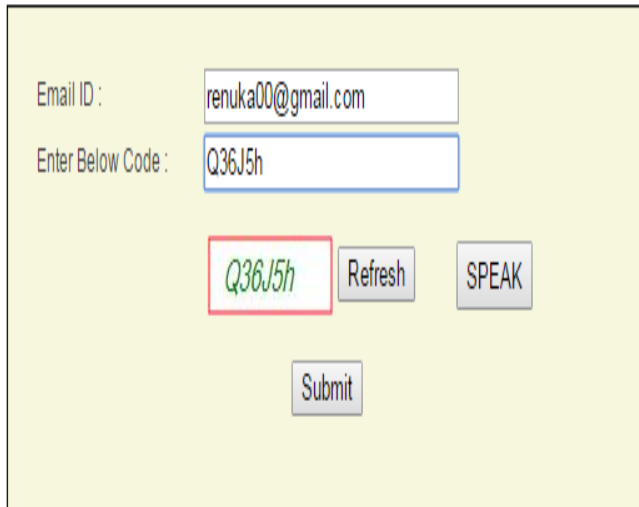 Email ID : renuka00@gmail.com
Enter Below Code : Q36J5h
Q36J5h Refresh SPEAK
Submit